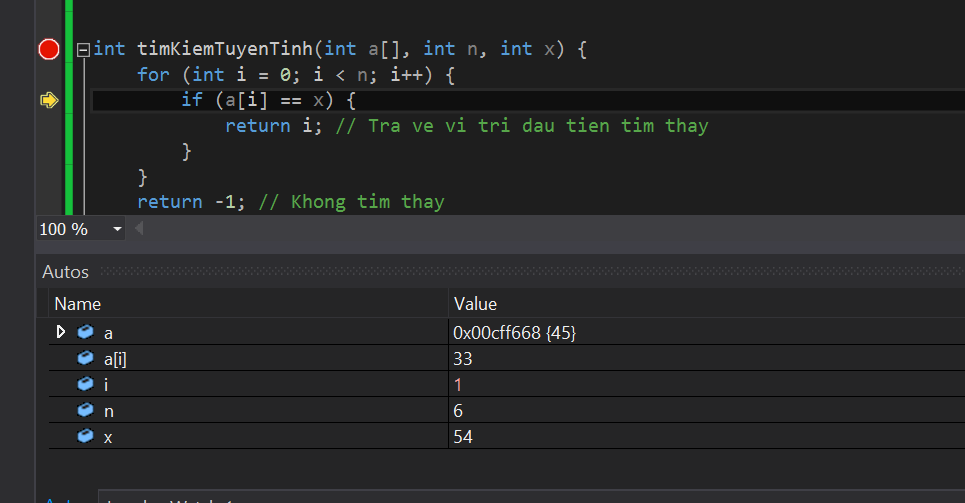 int timKiemTuyenTinh(int a[], int n, int x) {
for (int i = 0; i < n; i++) {
if (a[i] == x) {
return i; // Tra ve vi tri dau tien tim thay
}
}
return -1; // Khong tim thay
100 %
Autos
Name Value
a 0x00cff668 {45}
a[i] 33
i 1
n 6
x 54